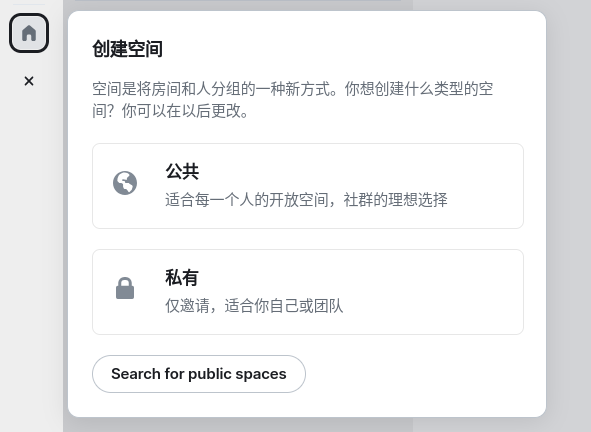 创建空间
空间是将房间和人分组的一种新方式。你想创建什么类型的空
间？你可以在以后更改。
公共
适合每一个人的开放空间，社群的理想选择
私有
仅邀请，适合你自己或团队
Search for public spaces